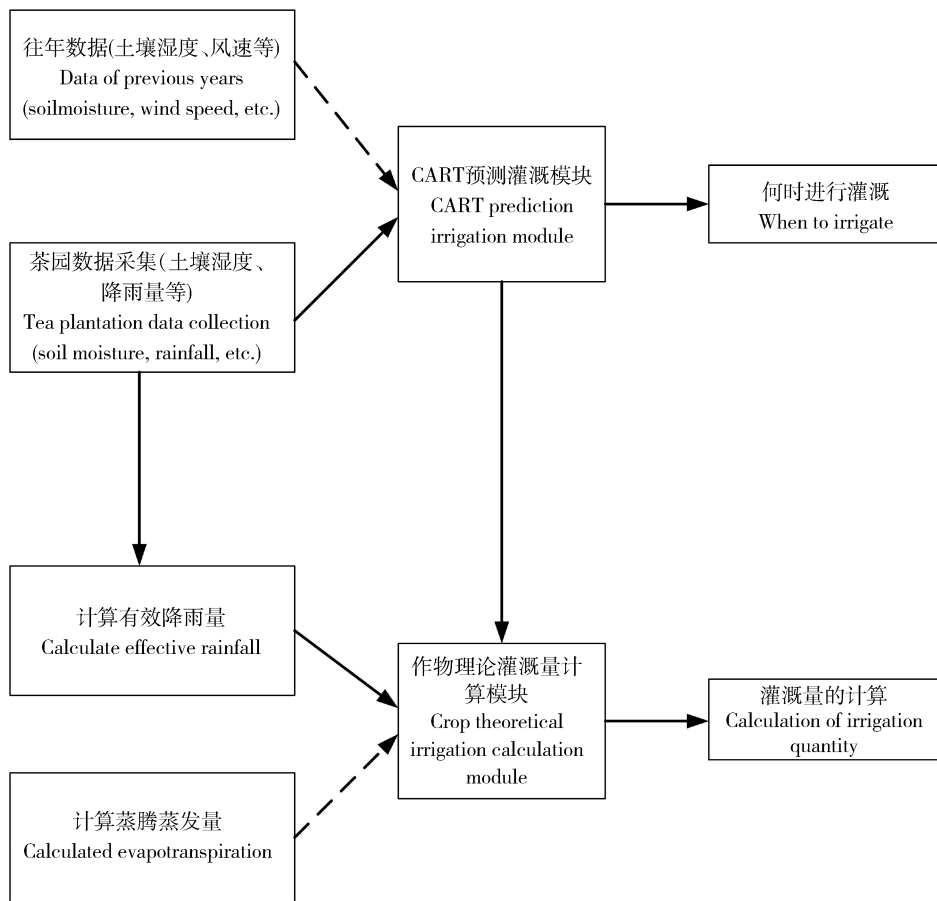 往年数据(土壤湿度、风速等)
Data of previous years
(soilmoisture, wind speed, etc.)
CART预测灌溉模块
CART prediction
irrigation module
何时进行灌溉
When to irrigate
茶园数据采集(土壤湿度、
降雨量等)
Tea plantation data collection
(soil moisture, rainfall, etc.)
计算有效降雨量
Calculate effective rainfall
作物理论灌溉量计
算模块
Crop theoretical
irrigation calculation
module
灌溉量的计算
Calculation of irrigation
quantity
计算蒸腾蒸发量
Calculated evapotranspiration